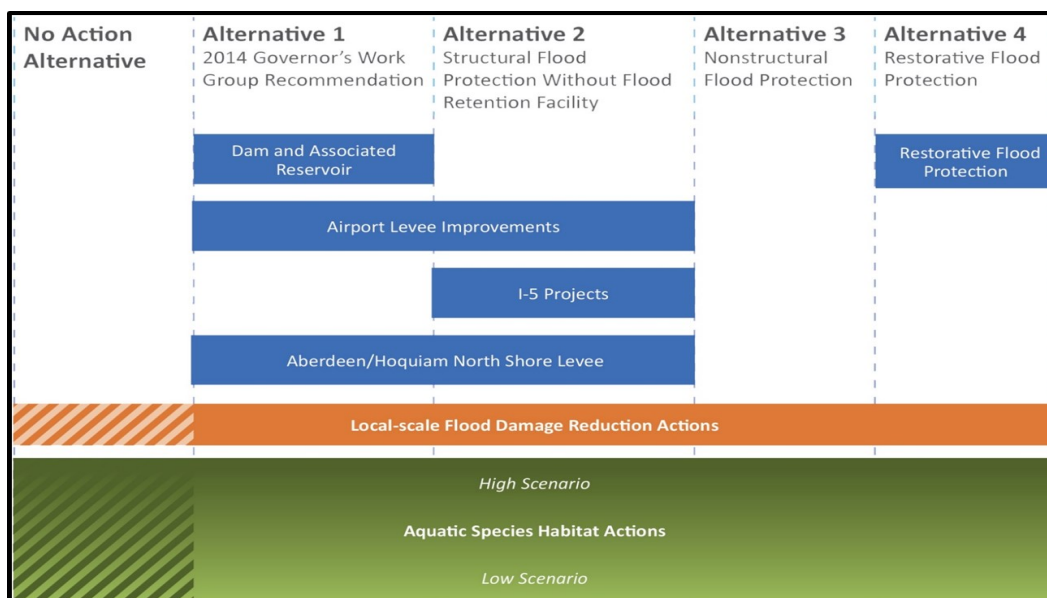 No Action
Alternative
Alternative 1
2014 Governor's Work
Group Recommendation
Alternative 2
Structural Flood
Protection Without Flood
Retention Facility
Alternative 3
Nonstructural
Flood Protection
Alternative 4
Restorative Flood
Protection
Dam and Associated
Reservoir
Restorative Flood
Protection
Airport Levee Improvements
I-5 Projects
Aberdeen/Hoquiam North Shore Levee
Local-scale Flood Damage Reduction Actions
High Scenario
Aquatic Species Habitat Actions
Low Scenario